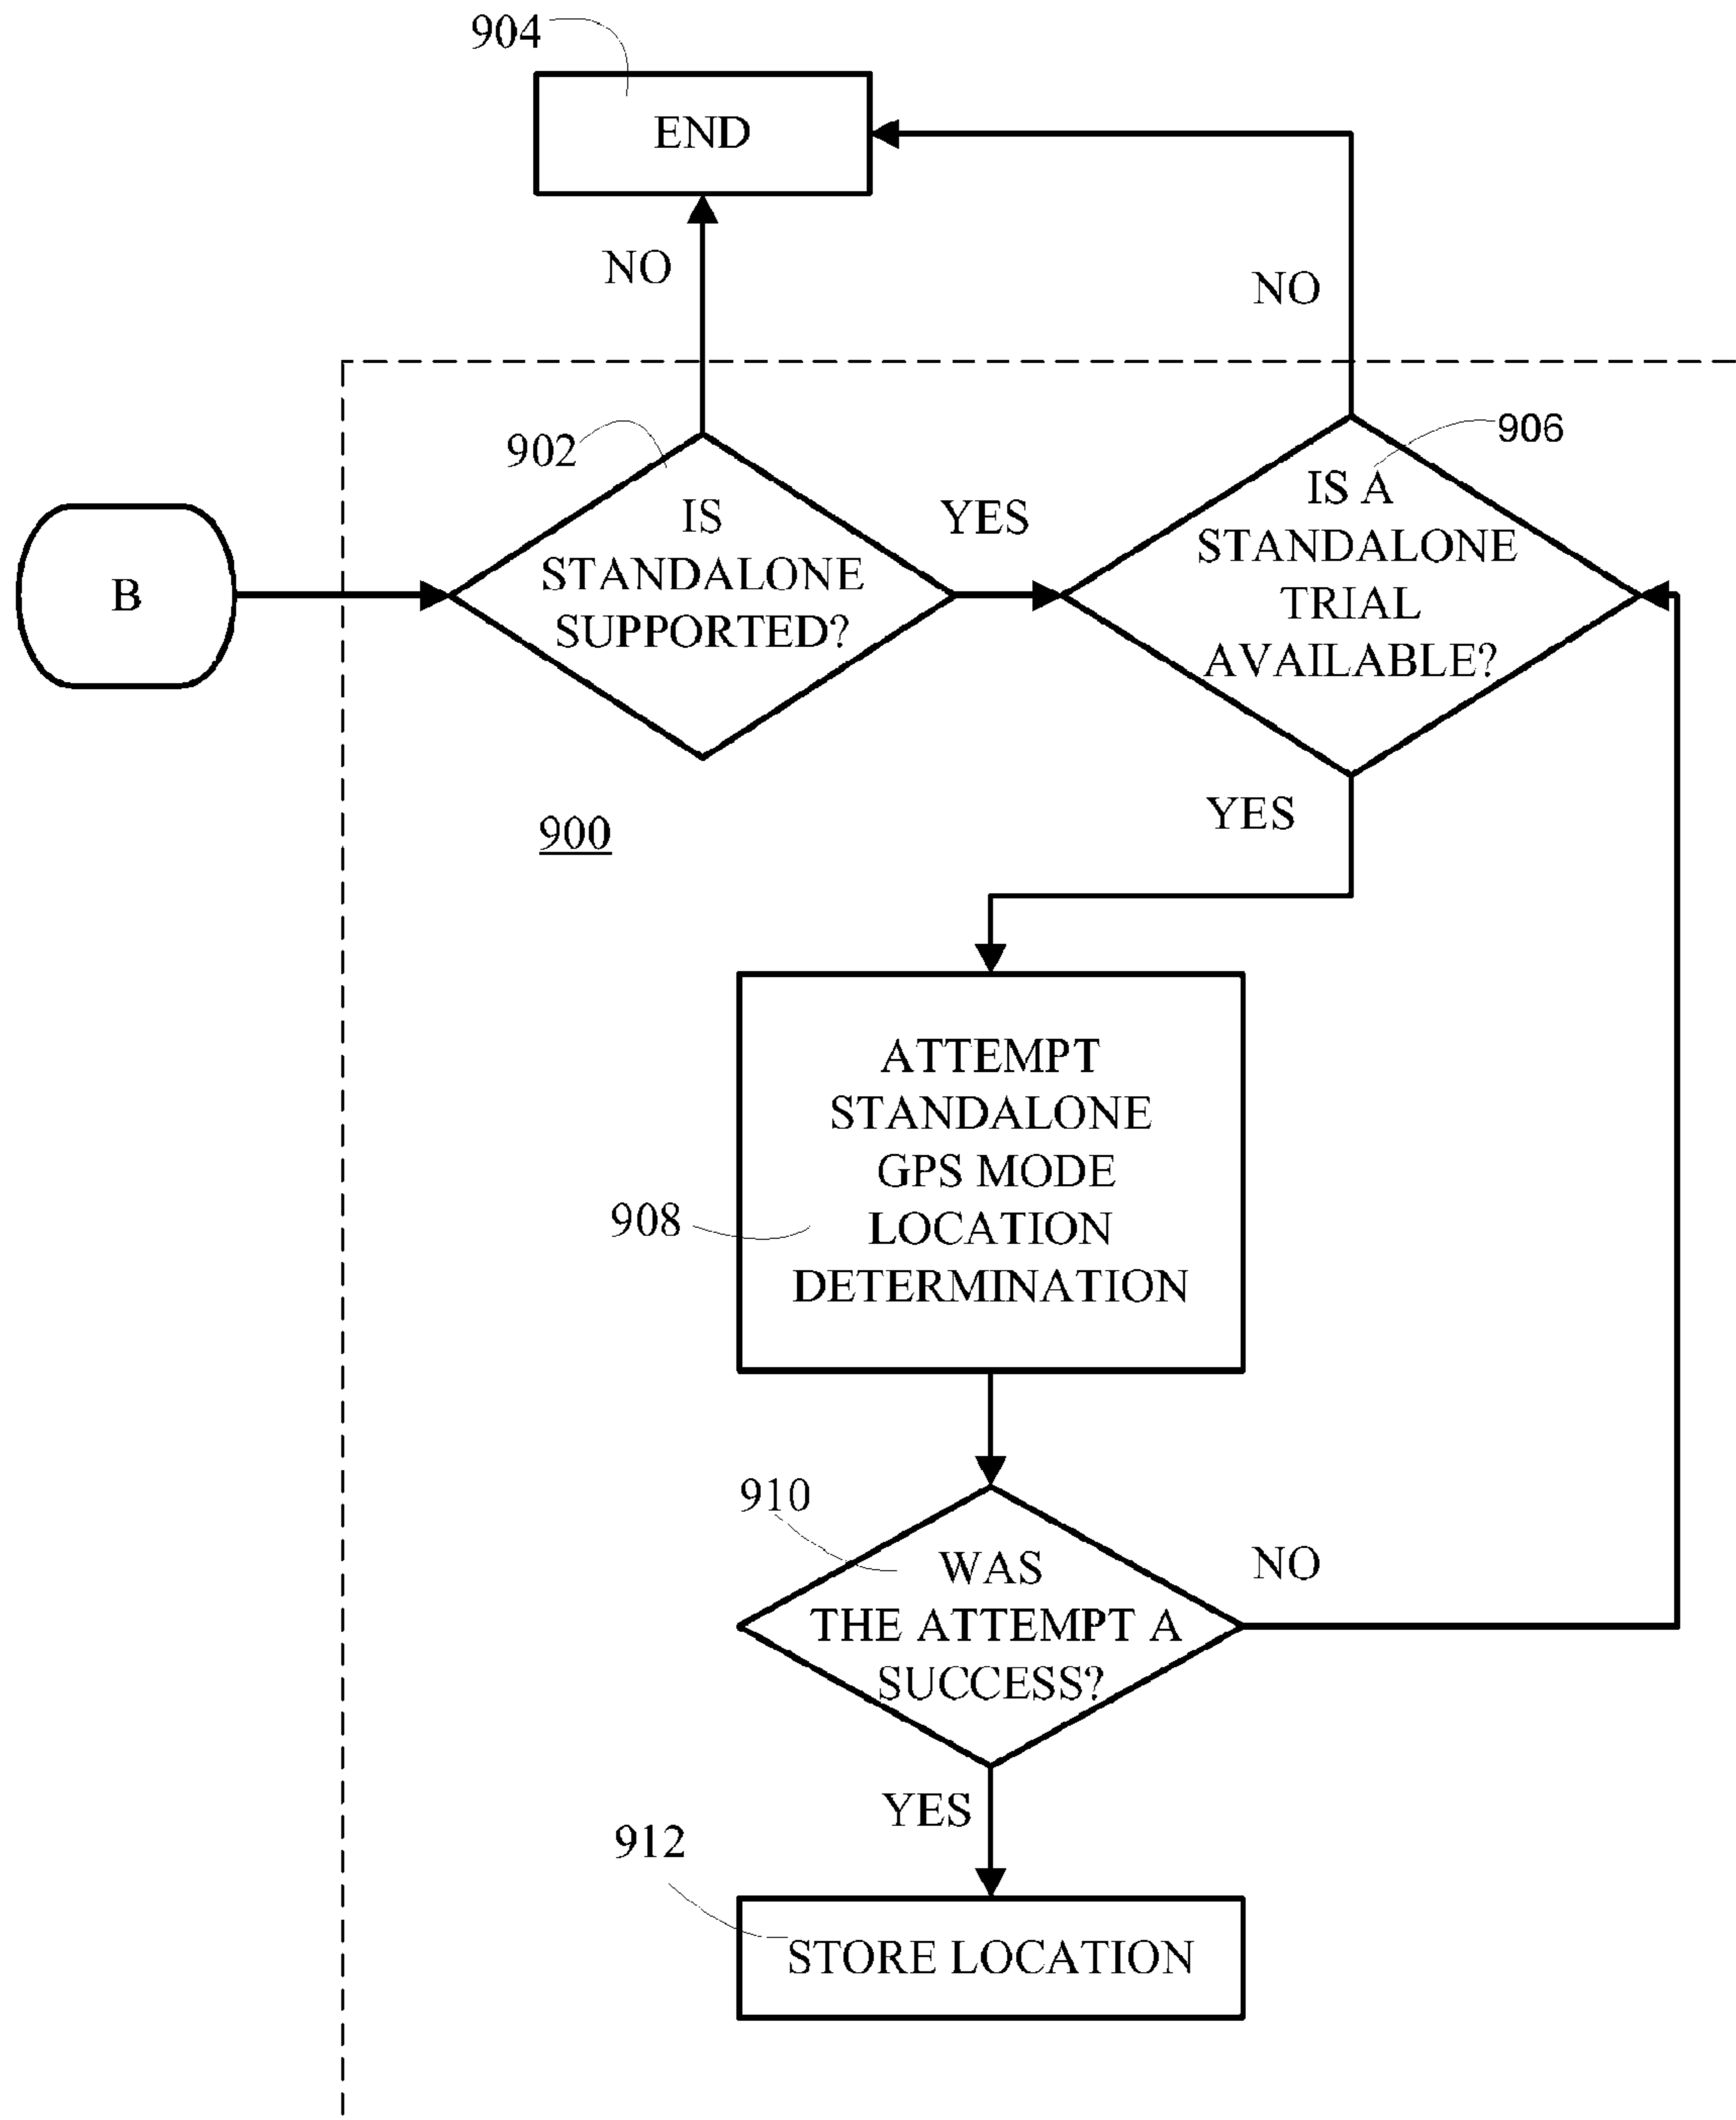 904
END
NO
NO
902
906
IS
STANDALONE
SUPPORTED?
YES
IS A
STANDALONE
TRIAL
AVAILABLE?
B
YES
900
ATTEMPT
STANDALONE
GPS MODE
LOCATION
DETERMINATION
908
910
WAS
THE ATTEMPT A
SUCCESS?
NO
YES
912
STORE LOCATION